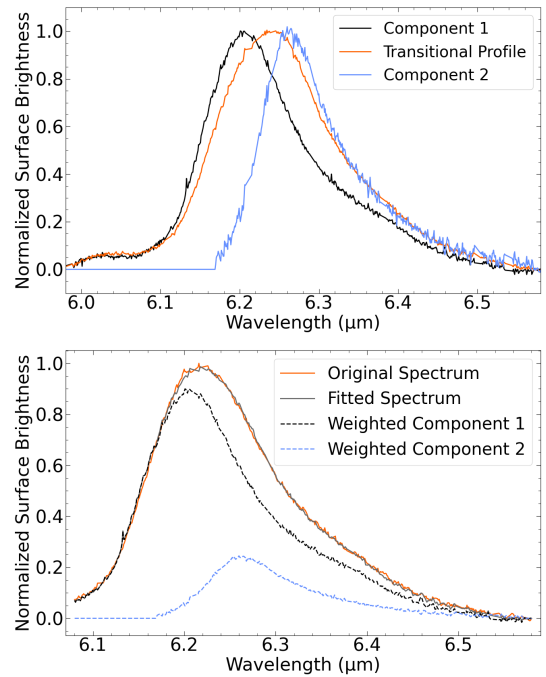 Normalized Surface Brightness
1.0
0.8
0.6
0.4
0.2
0.0
Component 1
Transitional Profile
Component 2
6.0 6.1 6.2 6.3 6.4 6.5
Wavelength (μm)
Normalized Surface Brightness
1.0
0.8
0.6
0.4
0.2
0.0
Original Spectrum
Fitted Spectrum
Weighted Component 1
Weighted Component 2
6.1 6.2 6.3 6.4 6.5
Wavelength (μm)